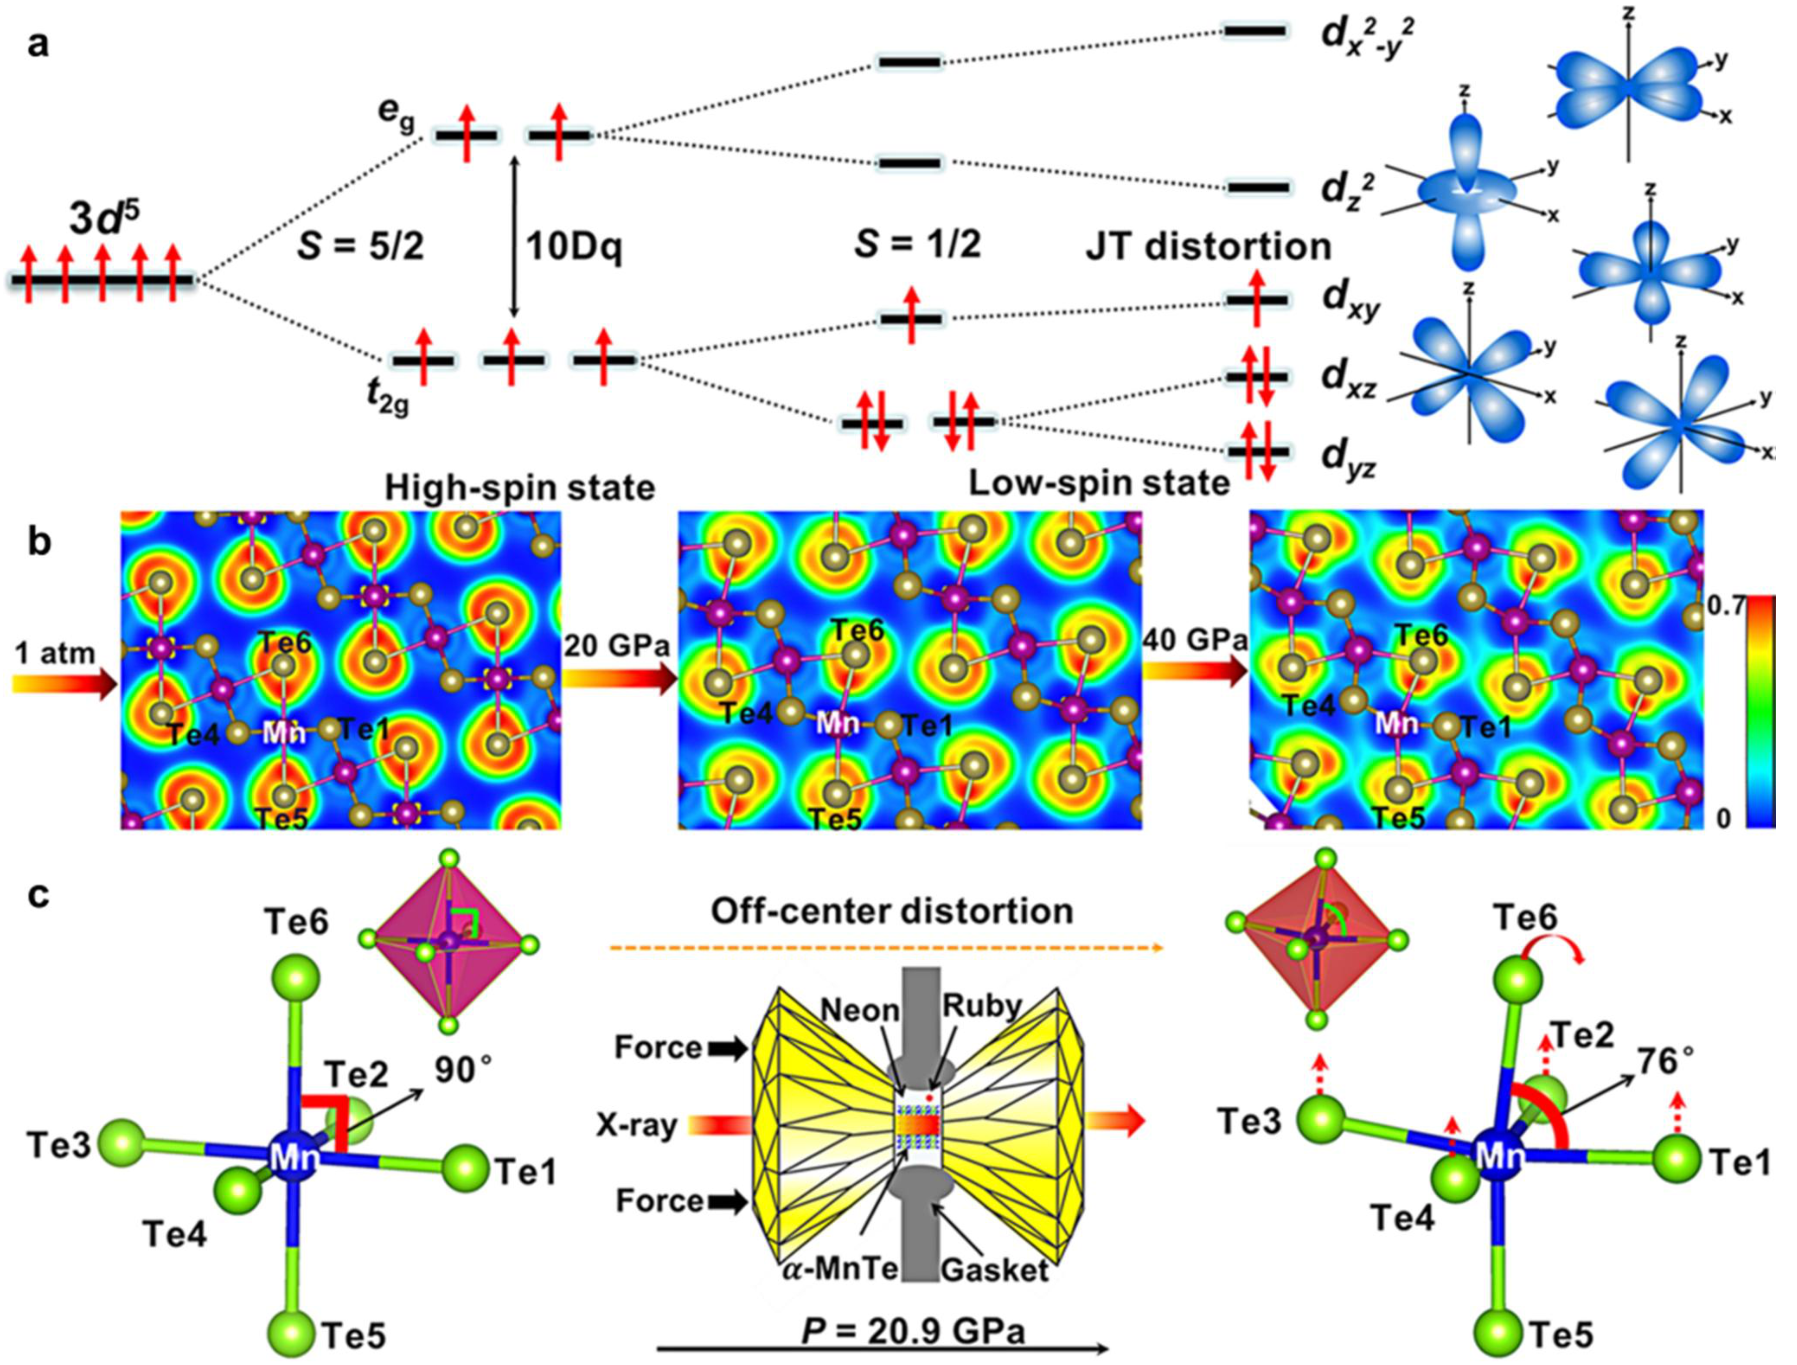 a
3d⁵
e_g
t_2g
S = 5/2
10Dq
S = 1/2
JT distortion
d_x²-y²
d_z²
d_xy
d_xz
d_yz
z
y
x
z
y
x
z
y
x
z
y
x
z
y
x
High-spin state
Low-spin state
b
1 atm
Te6
Te4
Mn
Te1
Te5
20 GPa
Te6
Te4
Mn
Te1
Te5
40 GPa
Te6
Te4
Mn
Te1
Te5
0.7
0
c
Te6
Te2
90°
Te3
Mn
Te1
Te4
Te5
Off-center distortion
Neon
Ruby
Force
X-ray
Force
α-MnTe
Gasket
P = 20.9 GPa
Te6
Te2
76°
Te3
Mn
Te1
Te4
Te5